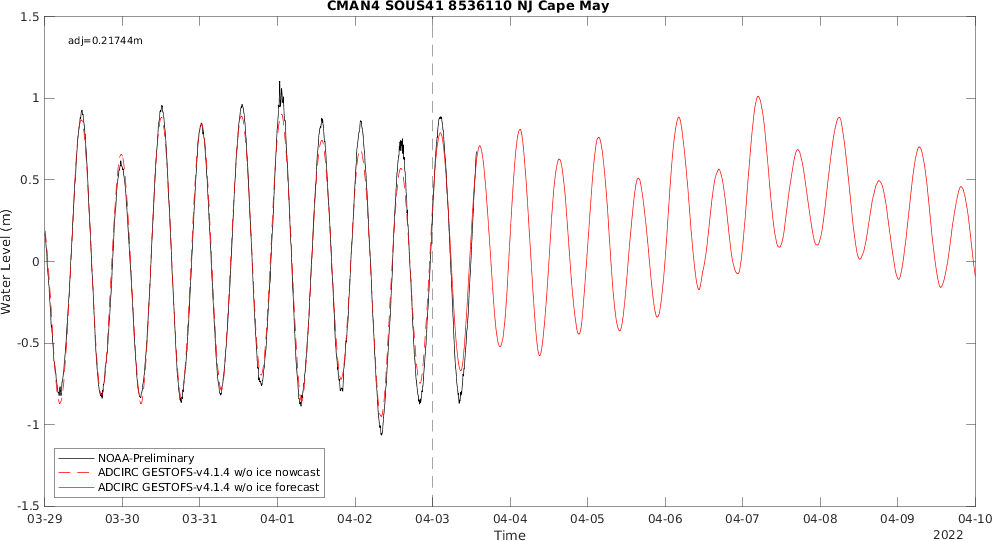 CMAN4 SOUS41 8536110 NJ Cape May
adj=0.21744m
1.5
1
0.5
0
-0.5
-1
-1.5
Water Level (m)
NOAA-Preliminary
ADCIRC GESTOFS-v4.1.4 w/o ice nowcast
ADCIRC GESTOFS-v4.1.4 w/o ice forecast
03-29 03-30 03-31 04-01 04-02 04-03 04-04 04-05 04-06 04-07 04-08 04-09 04-10
Time
2022